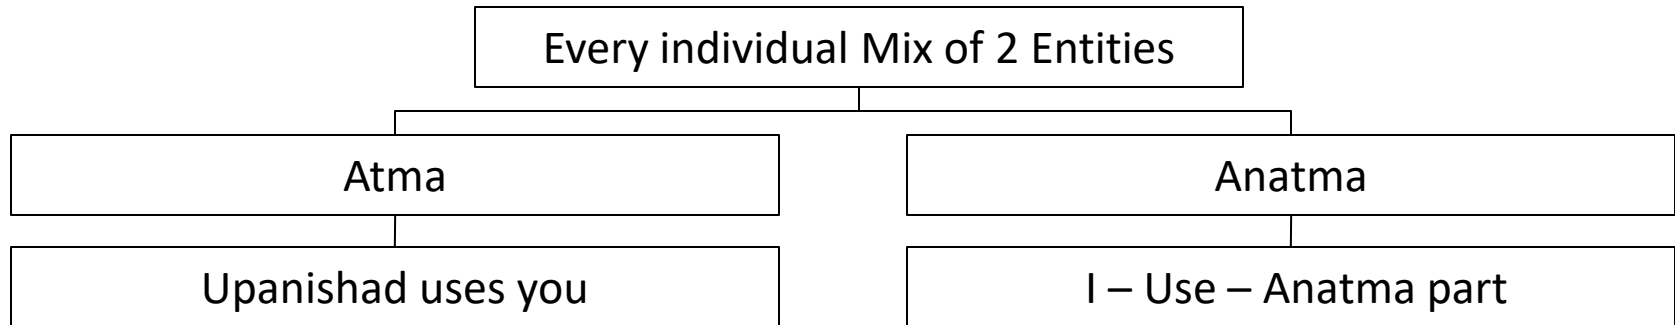 Every individual Mix of 2 Entities
Atma
Anatma
Upanishad uses you
I – Use – Anatma part